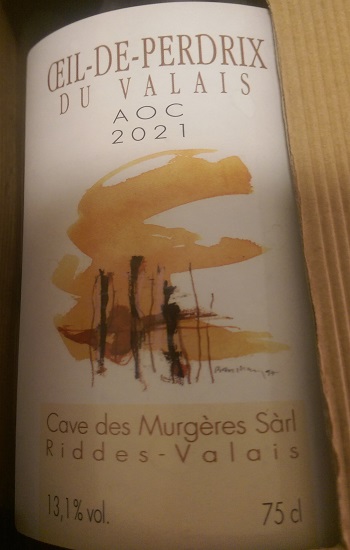 ŒIL-DE-PERDRIX
DU VALAIS
AOC
2021
Cave des Murgères Sàrl
Riddes-Valais
13,1% vol.
75 cl